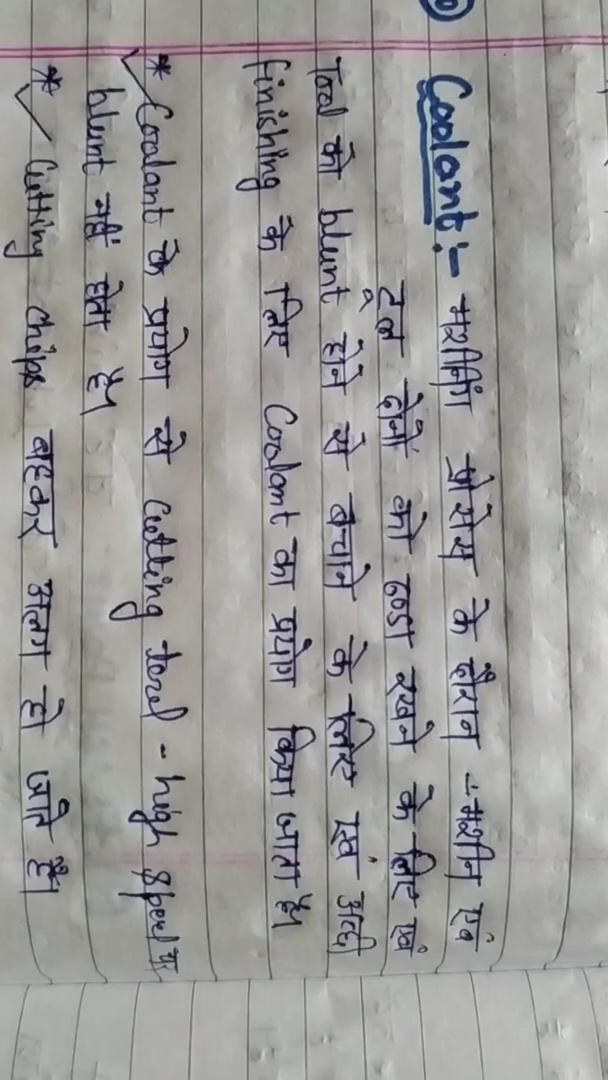 Coolant :- मशीनिंग प्रोसेस के दौरान - मशीन एवं
टूल दोनों को ठण्डा रखने के लिए एवं
Tool को blunt होने से बचाने के लिए एवं अच्छी
finishing के लिए Coolant का प्रयोग किया जाता है।
* Coolant के प्रयोग से Cutting tool - high speed पर
blunt नहीं होता है।
* Cutting chips बहकर अलग हो जाते है।